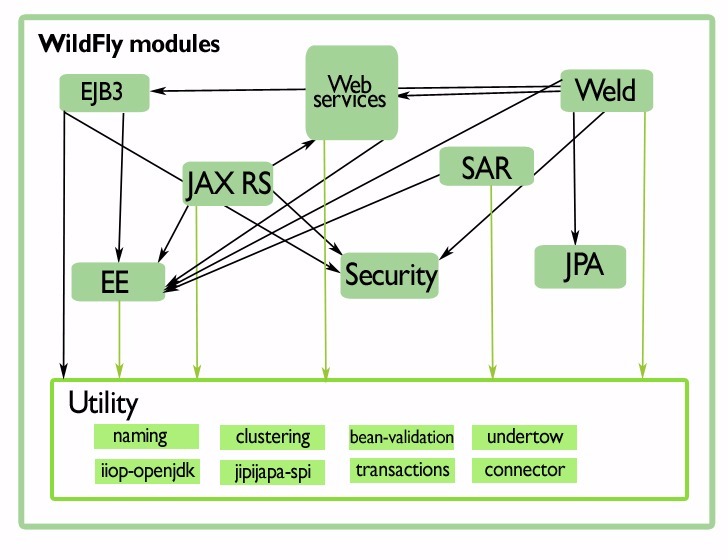 WildFly modules
EJB3
Web
services
Weld
JAX RS
SAR
EE
Security
JPA
Utility
naming
clustering
bean-validation
undertow
iiop-openjdk
jipijapa-spi
transactions
connector